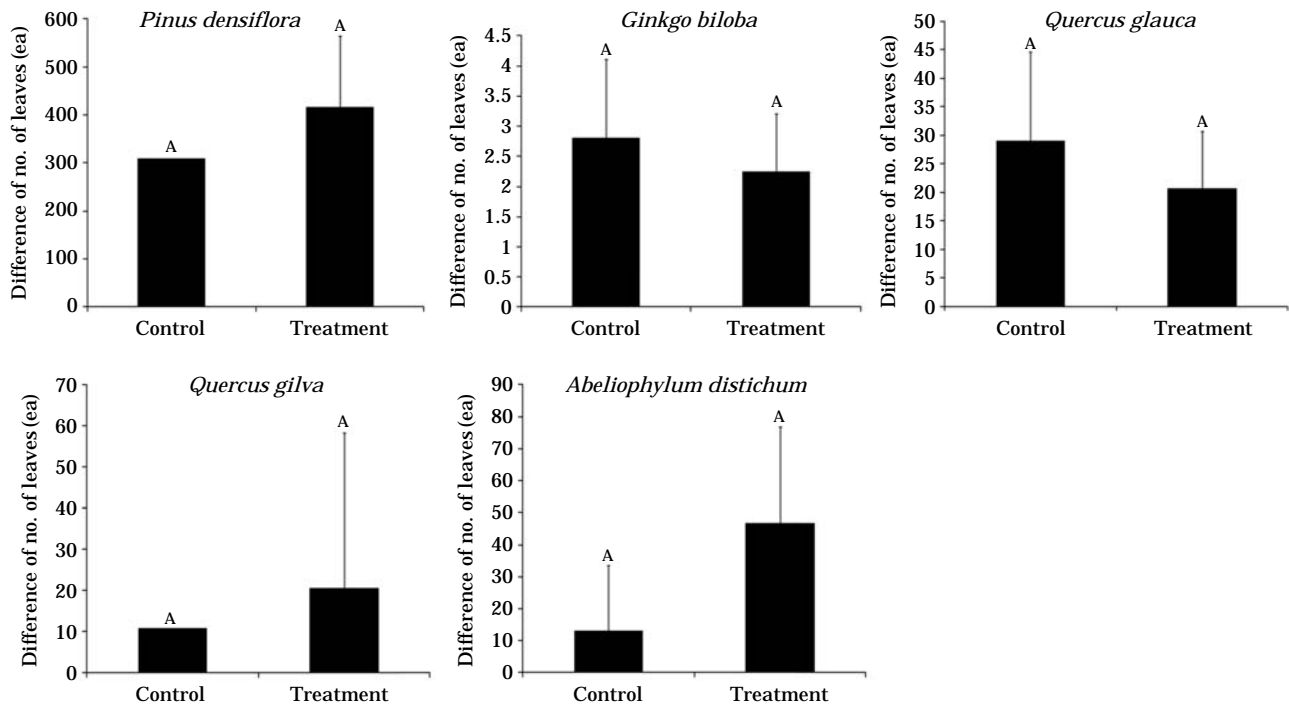 Pinus densiflora
Difference of no. of leaves (ea)
600
500
400
300
200
100
0
A
A
Control
Treatment
Ginkgo biloba
Difference of no. of leaves (ea)
4.5
4
3.5
3
2.5
2
1.5
1
0.5
0
A
A
Control
Treatment
Quercus glauca
Difference of no. of leaves (ea)
50
45
40
35
30
25
20
15
10
5
0
A
A
Control
Treatment
Quercus gilva
Difference of no. of leaves (ea)
70
60
50
40
30
20
10
0
A
A
Control
Treatment
Abeliophylum distichum
Difference of no. of leaves (ea)
90
80
70
60
50
40
30
20
10
0
A
A
Control
Treatment